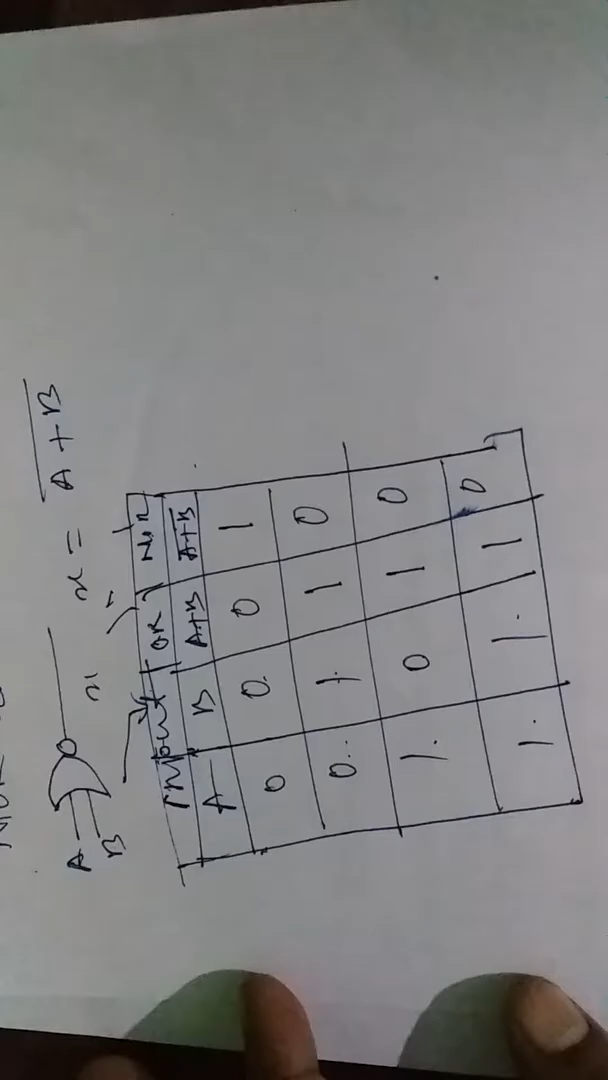 A
B
x
x = A+B
Input OR NOR
A B A+B A+B
0 0 0 1
0 1 1 0
1 0 1 0
1 1 1 0